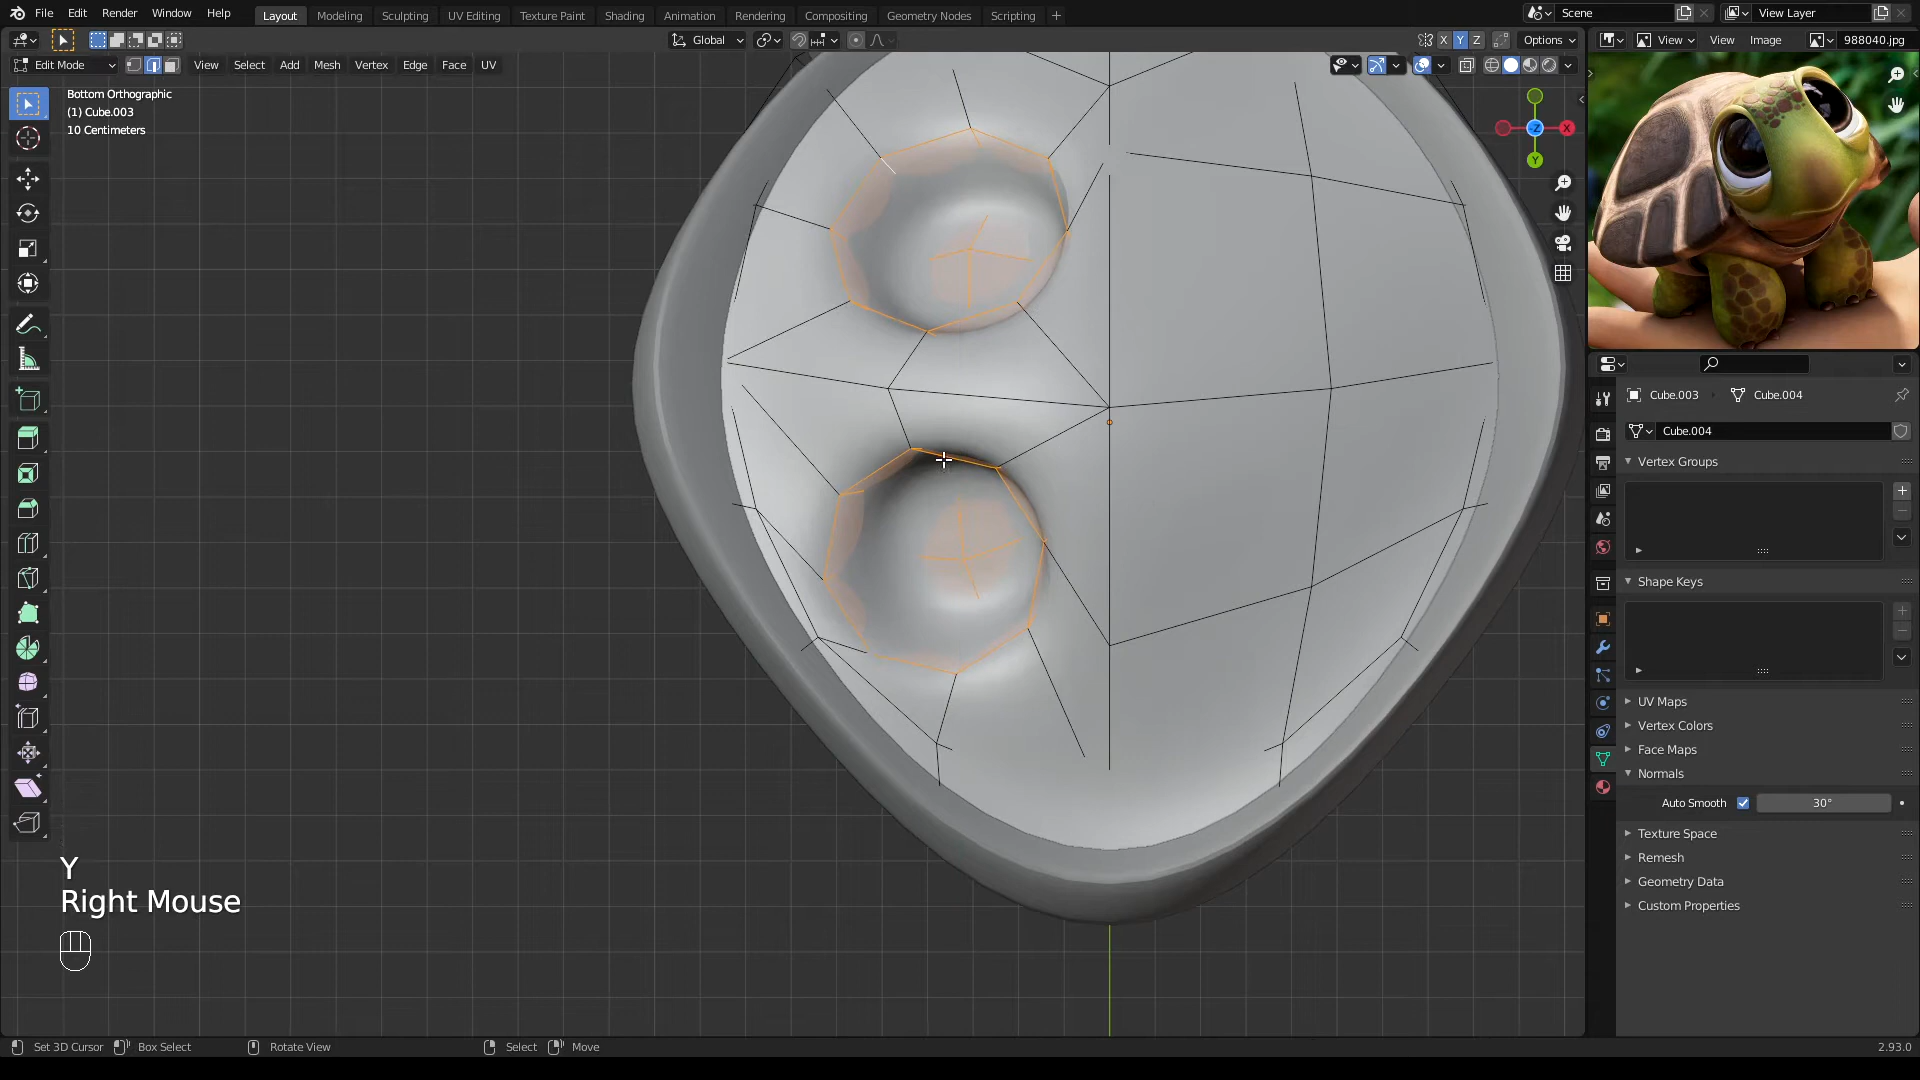 File Edit Render Window Help Layout Modeling Sculpting UV Editing Texture Paint Shading Animation Rendering Compositing Geometry Nodes Scripting + Scene View Layer
Global X Y Z Options View View Image 988040.jpg
Edit Mode View Select Add Mesh Vertex Edge Face UV
Bottom Orthographic
(1) Cube.003
10 Centimeters
X
-Z
Y
Cube.003 Cube.004
Cube.004
Vertex Groups
Shape Keys
UV Maps
Vertex Colors
Face Maps
Normals
Auto Smooth 30°
Texture Space
Remesh
Geometry Data
Custom Properties
Y
Right Mouse
Set 3D Cursor Box Select Rotate View Select Move 2.93.0